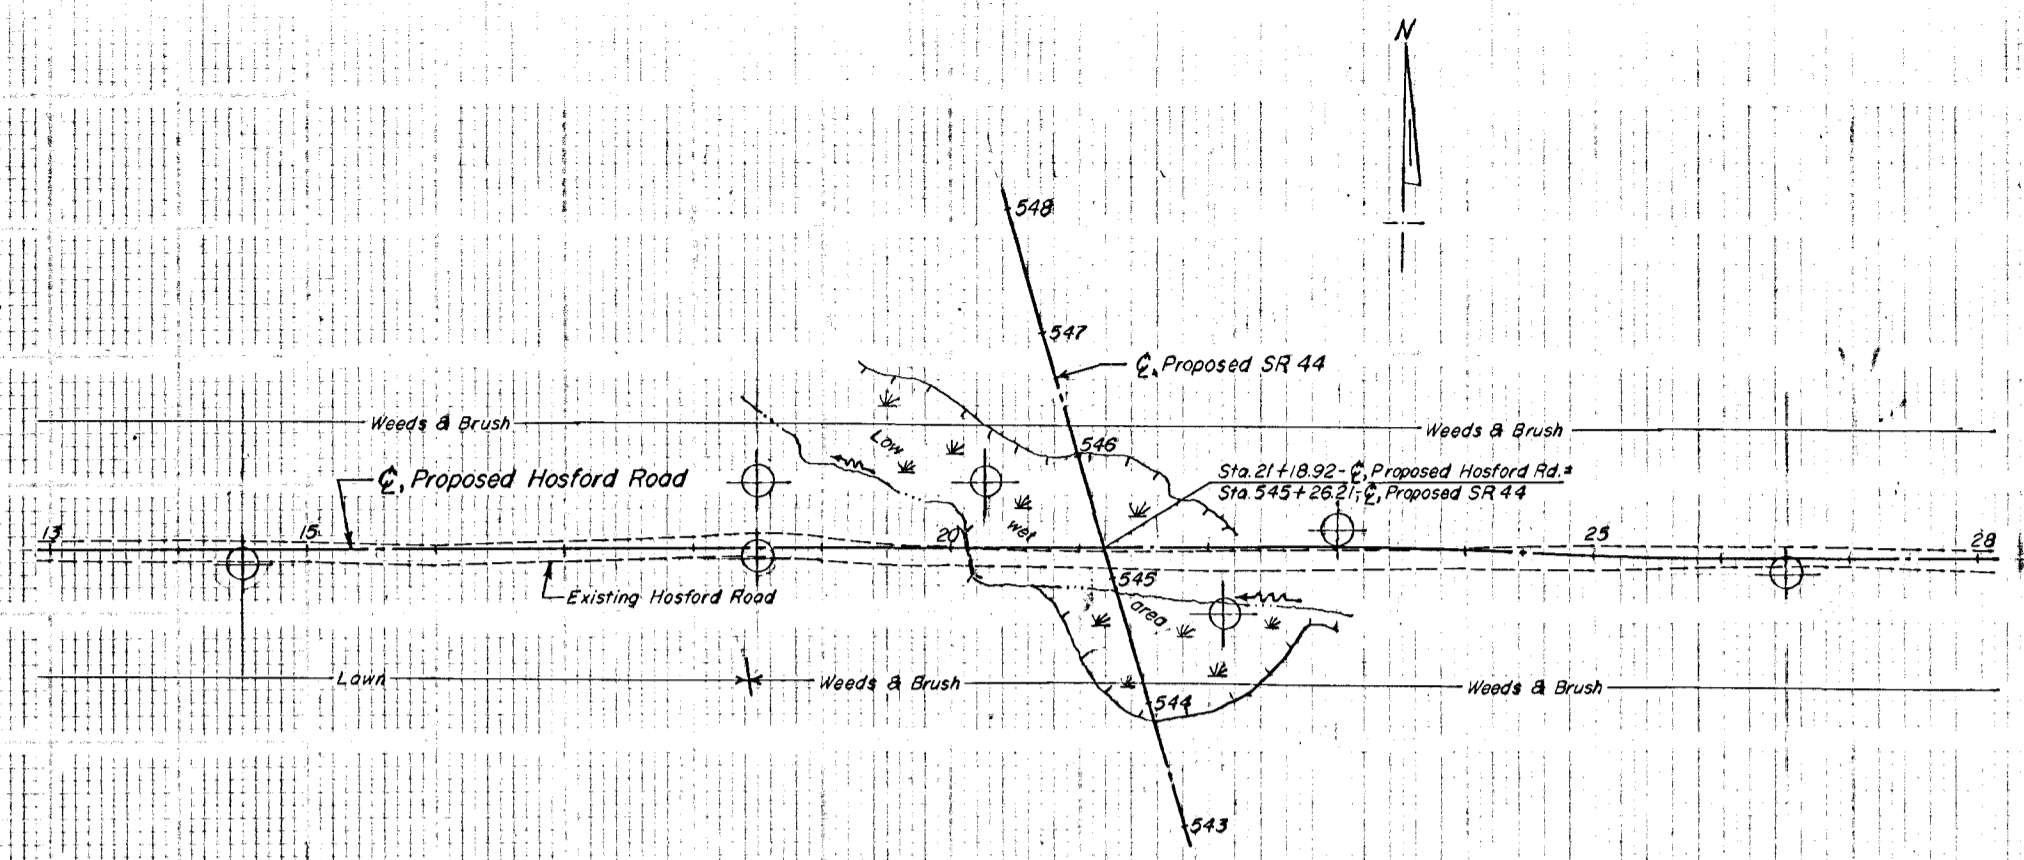 N
548
547
℄, Proposed SR 44
Weeds & Brush
Weeds & Brush
546
Low
℄, Proposed Hosford Road
Sta. 21+18.92-℄, Proposed Hosford Rd.=
Sta. 545+26.21-℄, Proposed SR 44
wet
13
15
20
25
28
545
area
Existing Hosford Road
Lawn
Weeds & Brush
Weeds & Brush
544
543